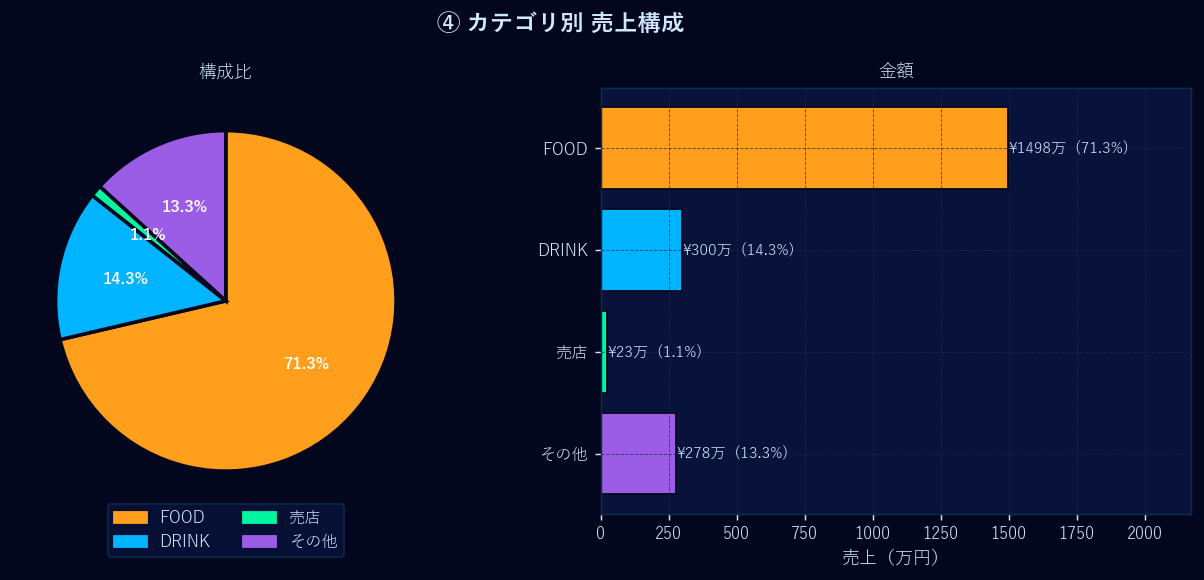 ④ カテゴリ別 売上構成
構成比
13.3%
1.1%
14.3%
71.3%
FOOD
売店
DRINK
その他
金額
FOOD
¥1498万 (71.3%)
DRINK
¥300万 (14.3%)
売店
¥23万 (1.1%)
その他
¥278万 (13.3%)
0 250 500 750 1000 1250 1500 1750 2000
売上 (万円)